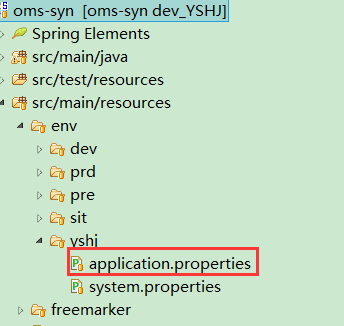 oms-syn [oms-syn dev_YSHJ]
Spring Elements
src/main/java
src/test/resources
src/main/resources
env
dev
prd
pre
sit
yshj
application.properties
system.properties
freemarker